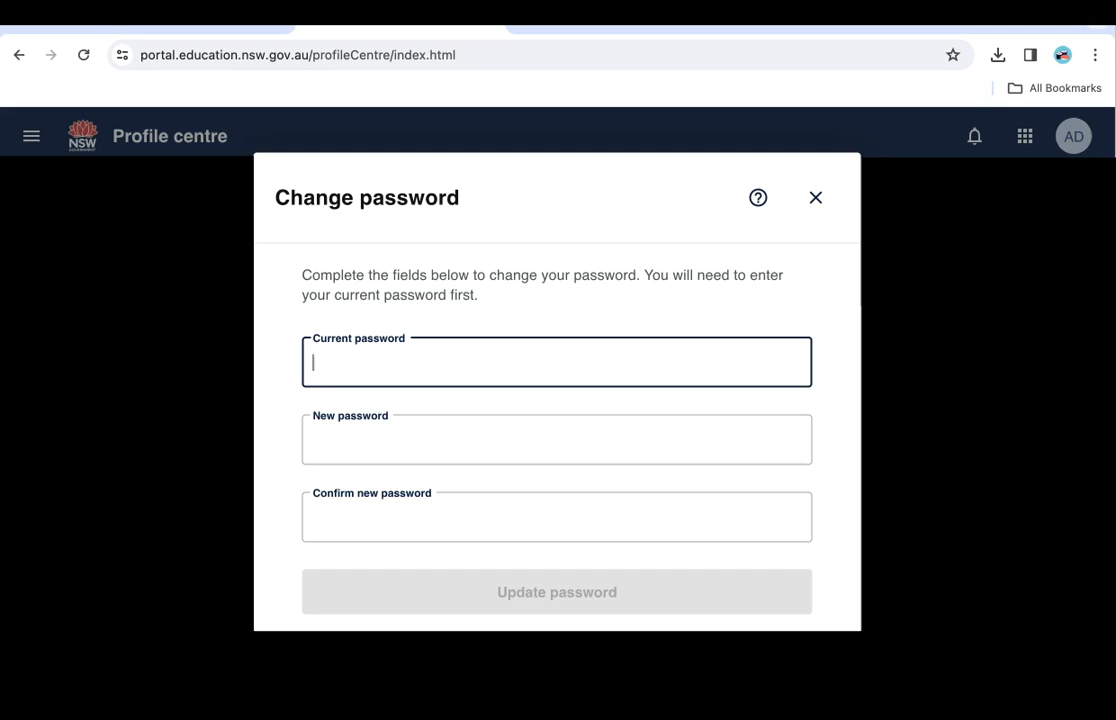 portal.education.nsw.gov.au/profileCentre/index.html
All Bookmarks
NSW
Profile centre
AD
Change password
Complete the fields below to change your password. You will need to enter
your current password first.
Current password
New password
Confirm new password
Update password